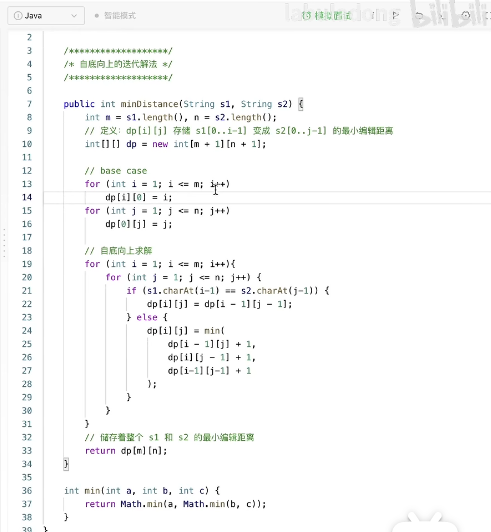 Java
智能模式
模拟面试
bilibili
2
3 /*******************/
4 /* 自底向上的迭代解法 */
5 /*******************/
6
7 public int minDistance(String s1, String s2) {
8 int m = s1.length(), n = s2.length();
9 // 定义：dp[i][j] 存储 s1[0..i-1] 变成 s2[0..j-1] 的最小编辑距离
10 int[][] dp = new int[m + 1][n + 1];
11
12 // base case
13 for (int i = 1; i <= m; i++)
14 dp[i][0] = i;
15 for (int j = 1; j <= n; j++)
16 dp[0][j] = j;
17
18 // 自底向上求解
19 for (int i = 1; i <= m; i++){
20 for (int j = 1; j <= n; j++) {
21 if (s1.charAt(i-1) == s2.charAt(j-1)) {
22 dp[i][j] = dp[i - 1][j - 1];
23 } else {
24 dp[i][j] = min(
25 dp[i - 1][j] + 1,
26 dp[i][j - 1] + 1,
27 dp[i-1][j-1] + 1
28 );
29 }
30 }
31 }
32 // 储存着整个 s1 和 s2 的最小编辑距离
33 return dp[m][n];
34 }
35
36 int min(int a, int b, int c) {
37 return Math.min(a, Math.min(b, c));
38 }
39 }